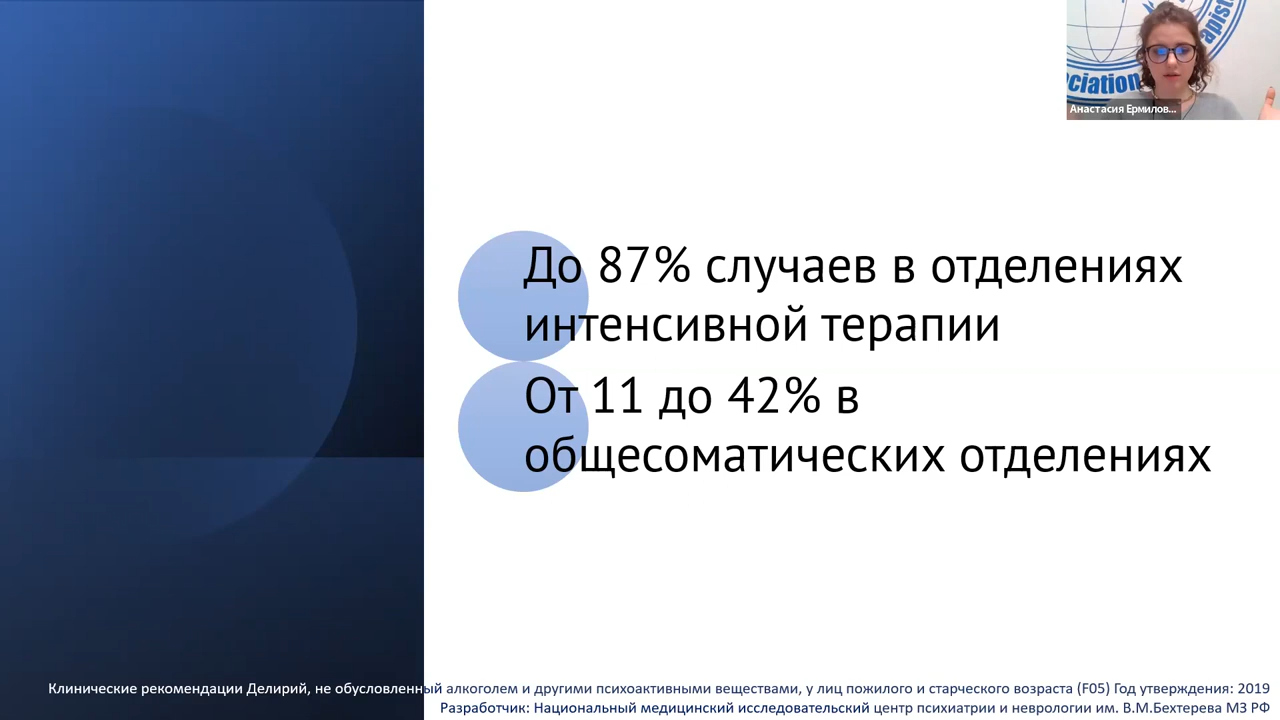 apist
ciation
Анастасия Ермилов...
До 87% случаев в отделениях
интенсивной терапии
От 11 до 42% в
общесоматических отделениях
Клинические рекомендации Делирий, не обусловленный алкоголем и другими психоактивными веществами, у лиц пожилого и старческого возраста (F05) Год утверждения: 2019
Разработчик: Национальный медицинский исследовательский центр психиатрии и неврологии им. В.М.Бехтерева МЗ РФ